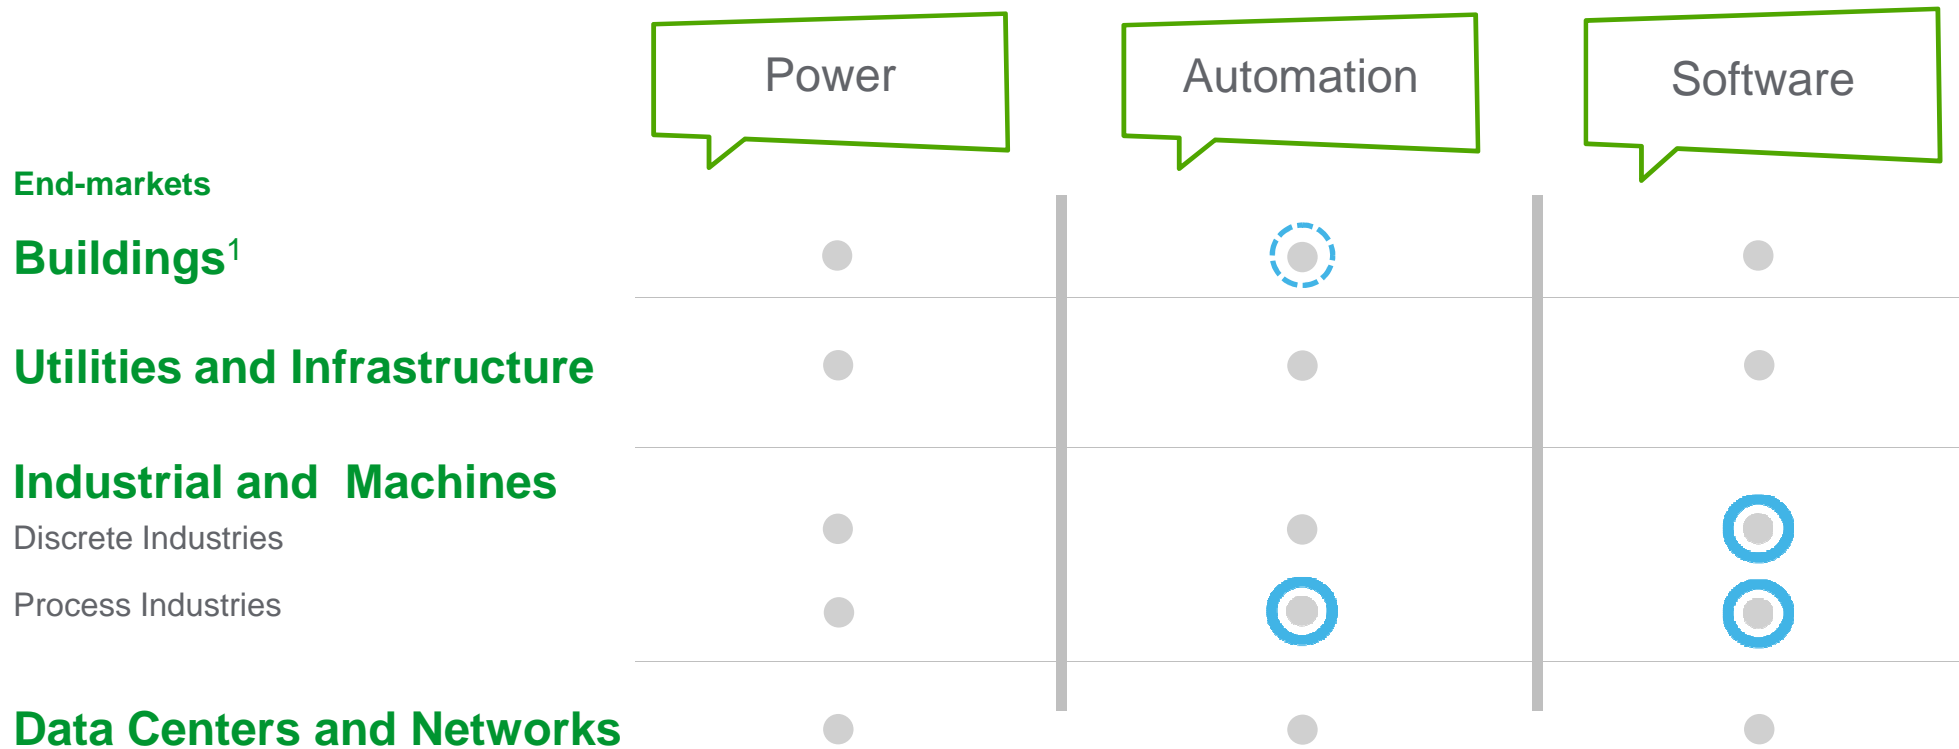 Power
Automation
Software
End-markets
Buildings1
Utilities and Infrastructure
Industrial and  Machines
Discrete Industries
Process Industries
Data Centers and Networks